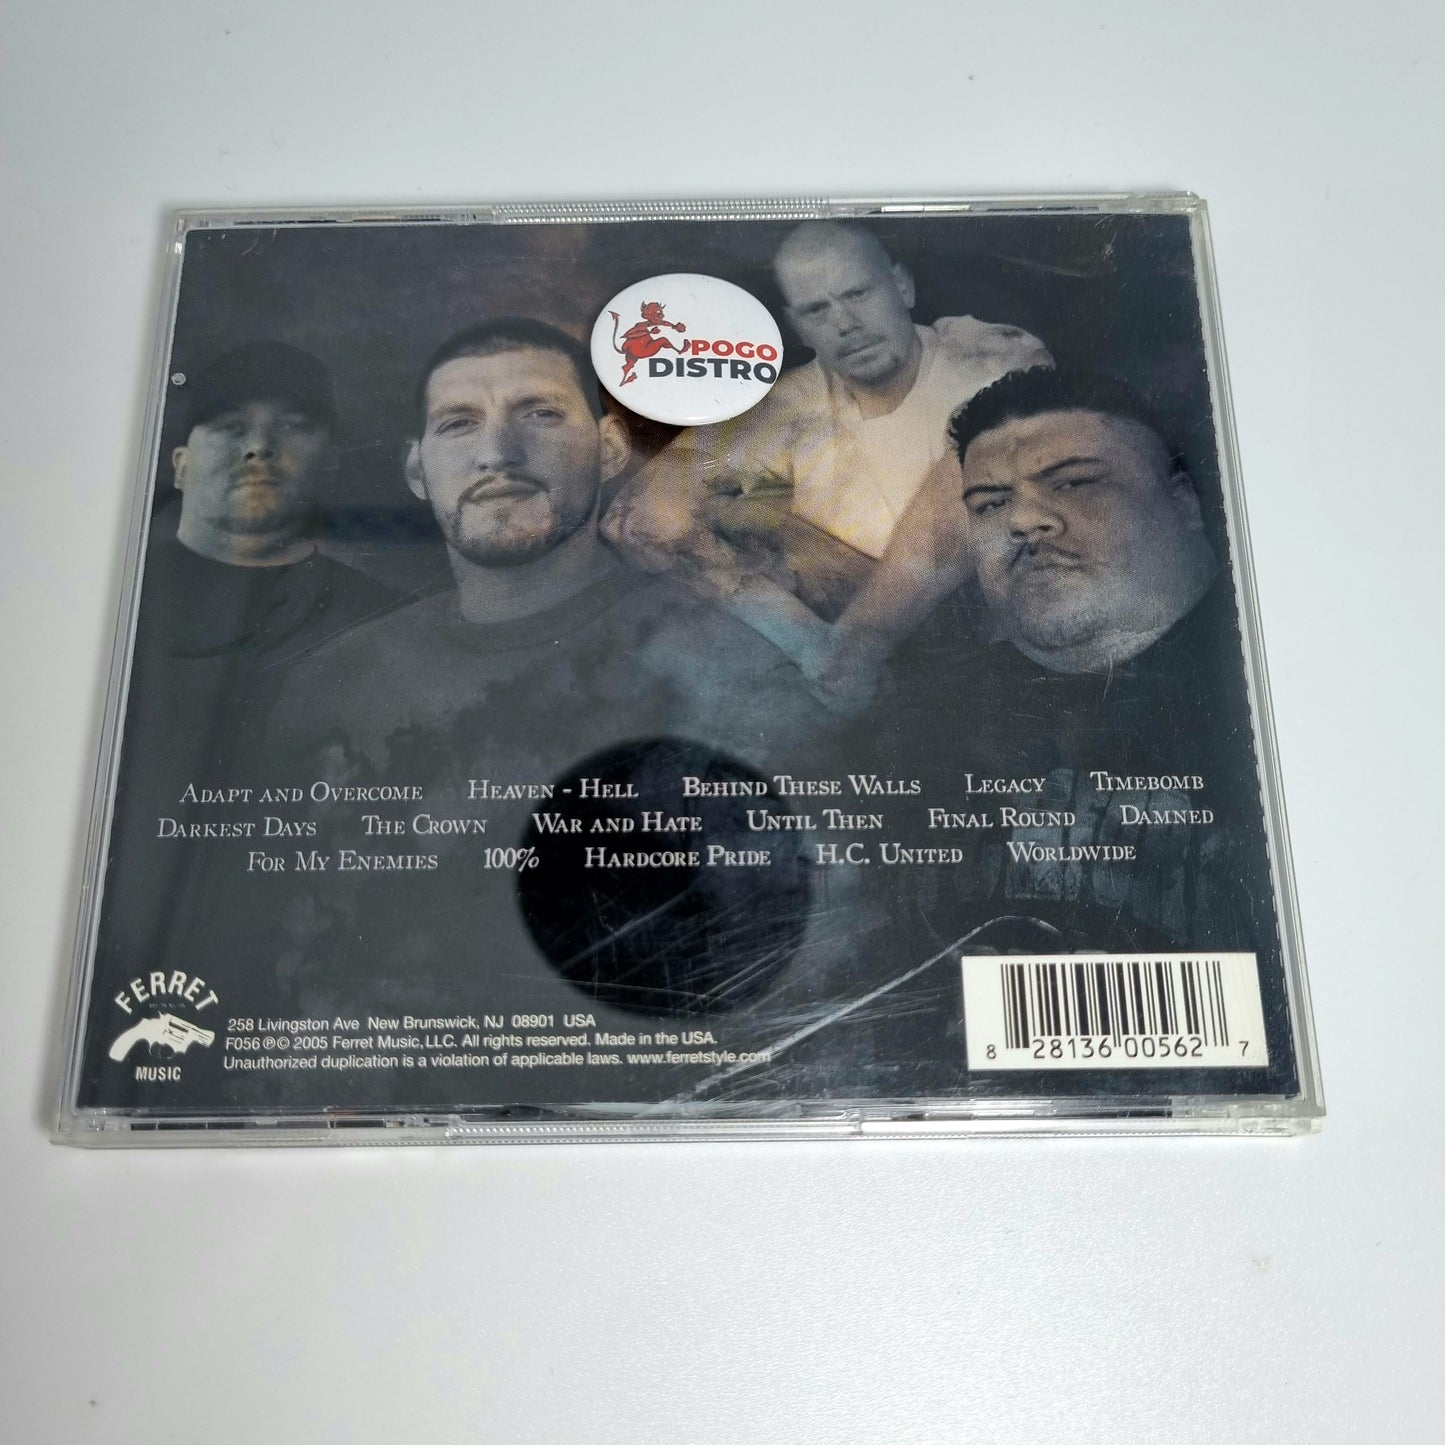 POGO
DISTRO
ADAPT AND OVERCOME HEAVEN - HELL BEHIND THESE WALLS LEGACY TIMEBOMB
DARKEST DAYS THE CROWN WAR AND HATE UNTIL THEN FINAL ROUND DAMNED
FOR MY ENEMIES 100% HARDCORE PRIDE H.C. UNITED WORLDWIDE
FERRET
MUSIC
258 Livingston Ave New Brunswick, NJ 08901 USA
F056 ℗© 2005 Ferret Music, LLC. All rights reserved. Made in the USA.
Unauthorized duplication is a violation of applicable laws. www.ferretstyle.com
8 28136 00562 7